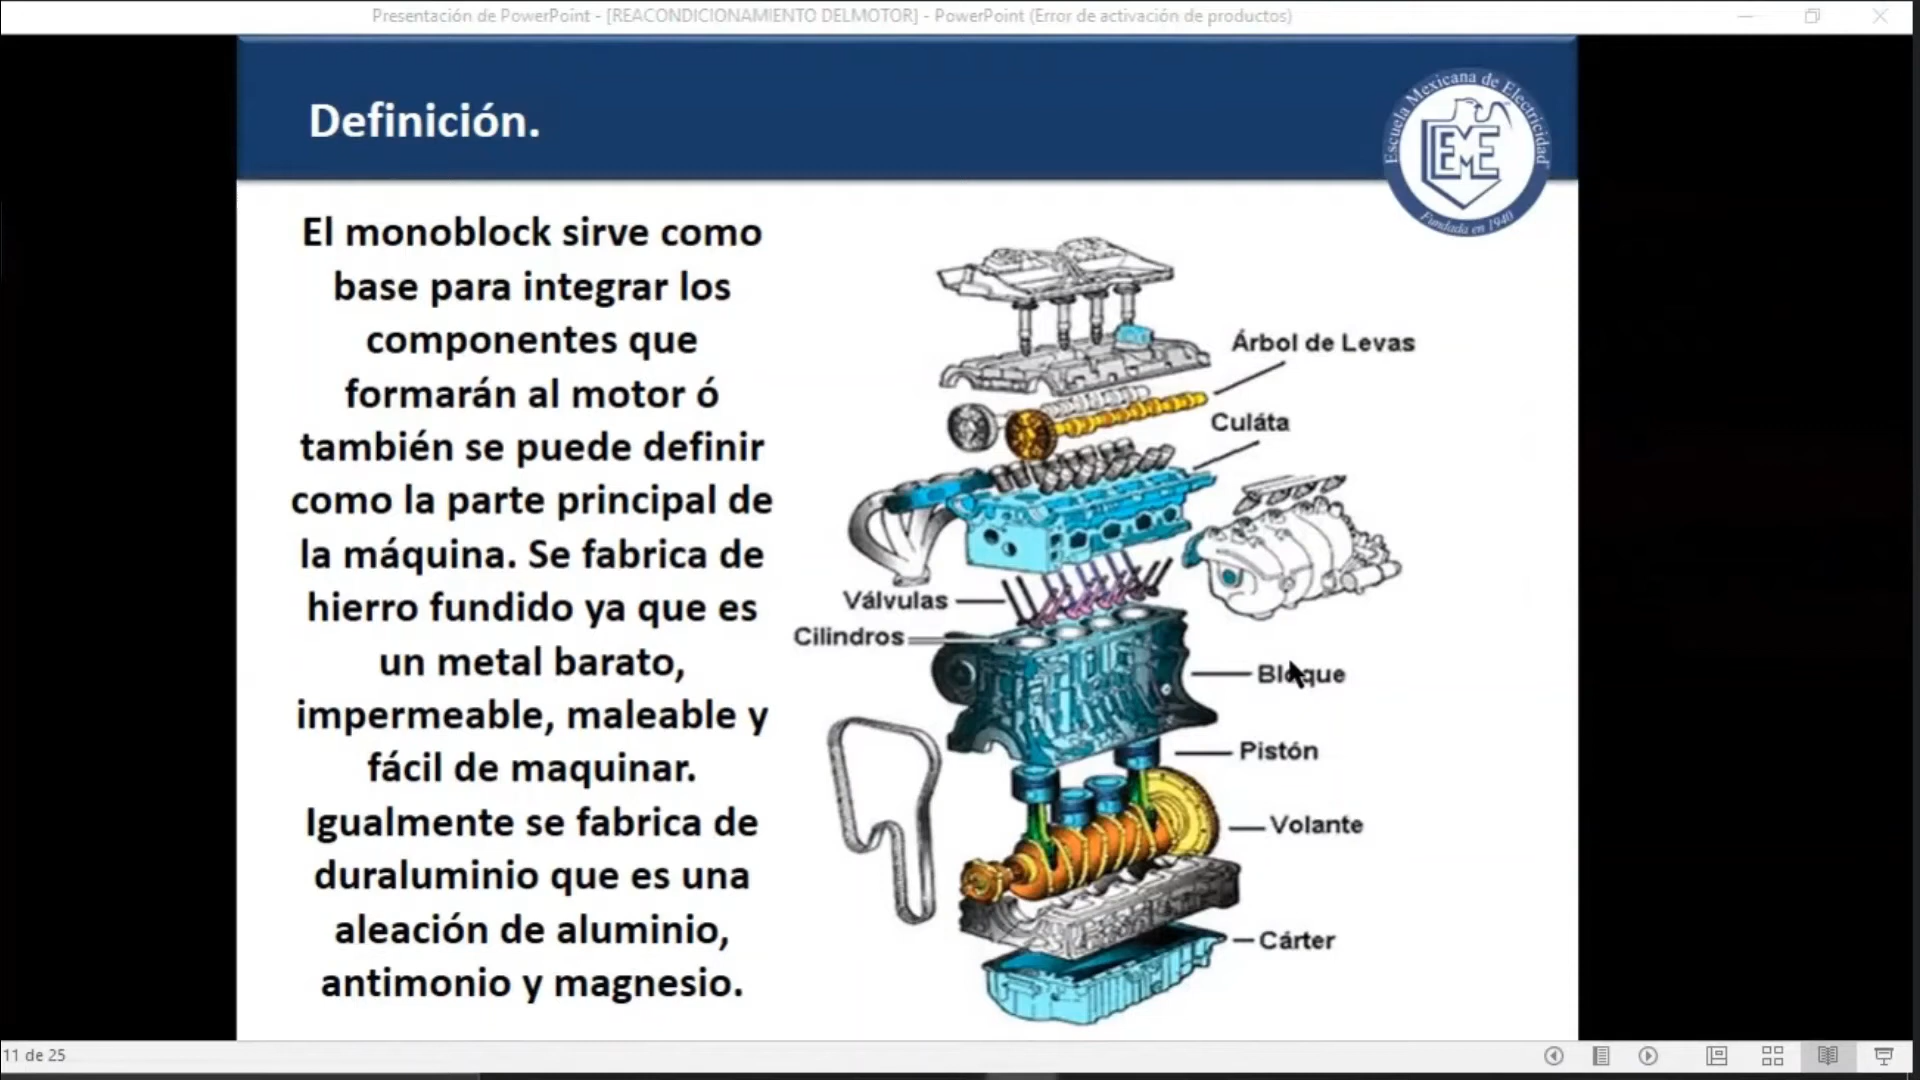 Presentación de PowerPoint - [REACONDICIONAMIENTO DELMOTOR] - PowerPoint (Error de activación de productos)
Definición.
Escuela Mexicana de Electricidad
EME
Fundada en 1940
El monoblock sirve como
base para integrar los
componentes que
formarán al motor ó
también se puede definir
como la parte principal de
la máquina. Se fabrica de
hierro fundido ya que es
un metal barato,
impermeable, maleable y
fácil de maquinar.
Igualmente se fabrica de
duraluminio que es una
aleación de aluminio,
antimonio y magnesio.
Árbol de Levas
Culáta
Válvulas
Cilindros
Bloque
Pistón
Volante
Cárter
11 de 25